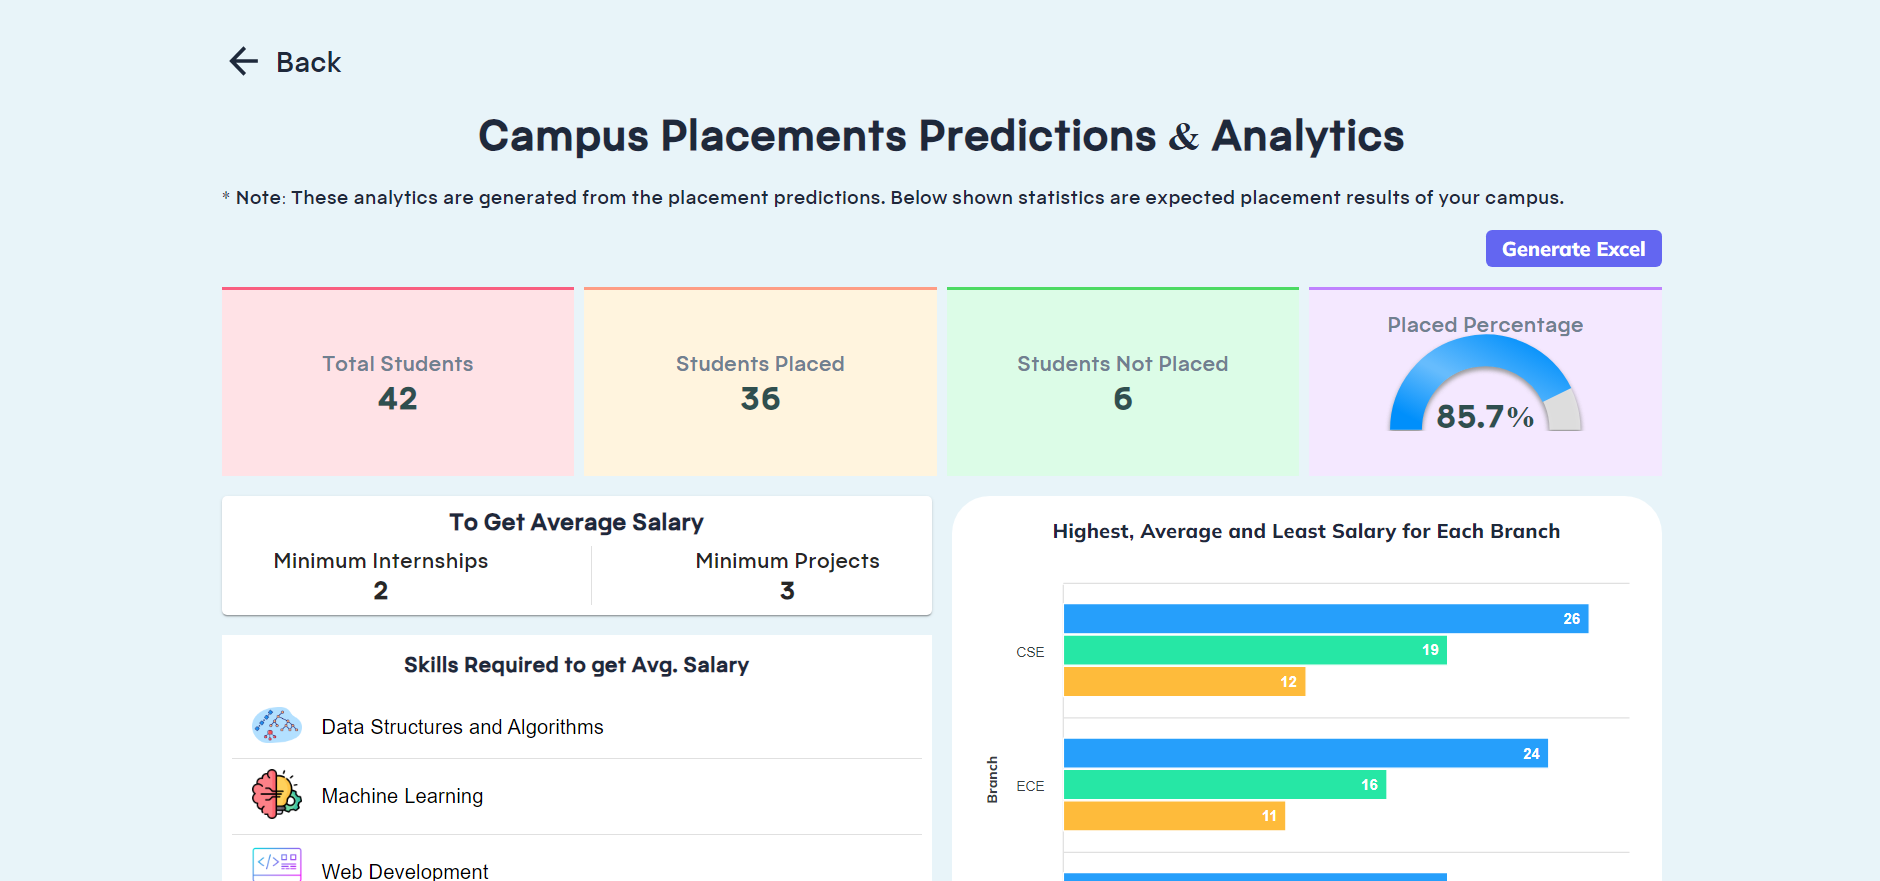 Back
Campus Placements Predictions & Analytics
* Note: These analytics are generated from the placement predictions. Below shown statistics are expected placement results of your campus.
Generate Excel
Total Students
42
Students Placed
36
Students Not Placed
6
Placed Percentage
85.7%
To Get Average Salary
Minimum Internships
2
Minimum Projects
3
Skills Required to get Avg. Salary
Data Structures and Algorithms
Machine Learning
</>
Web Development
Highest, Average and Least Salary for Each Branch
Branch
CSE
26
19
12
ECE
24
16
11